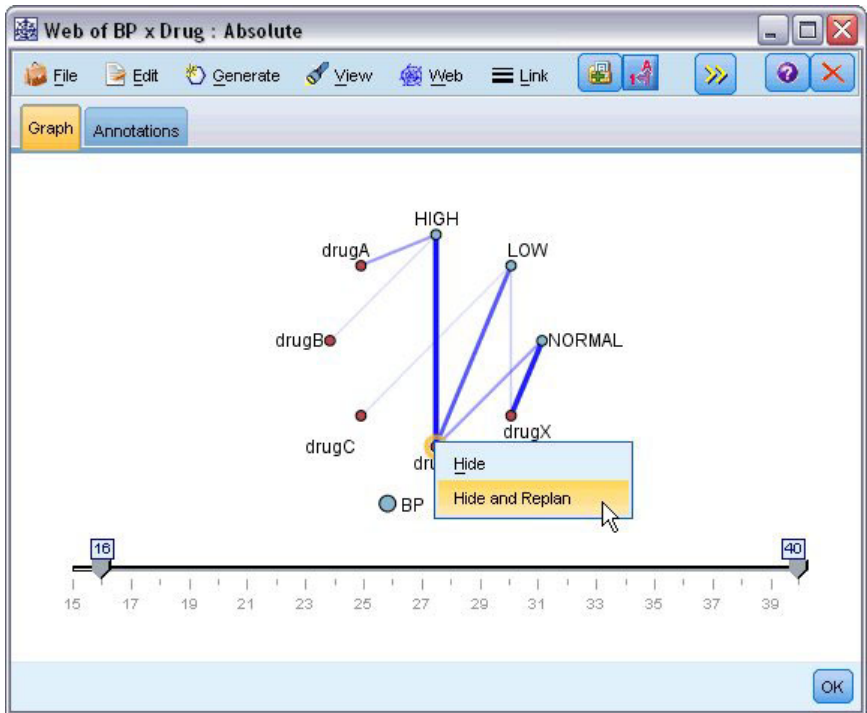 Web of BP x Drug : Absolute
File Edit Generate View Web Link
Graph Annotations
HIGH
drugA LOW
drugB NORMAL
drugX
drugC
Hide
BP Hide and Replan
16 40
15 17 19 21 23 25 27 29 31 33 35 37 39
OK